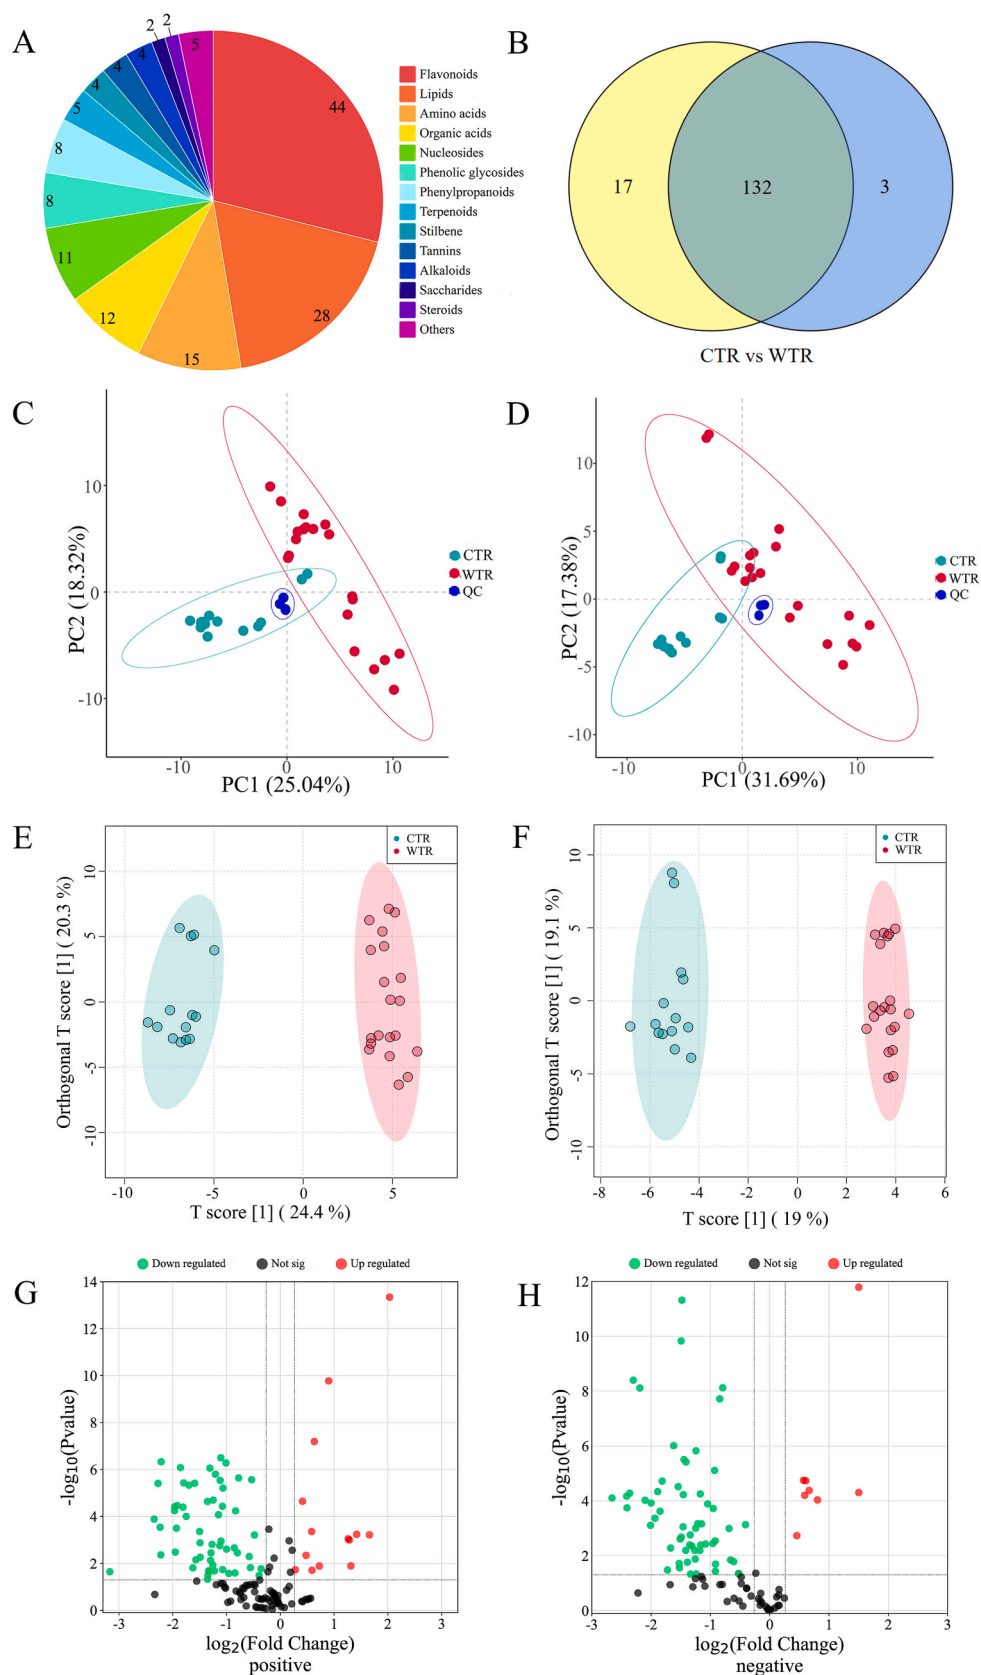 A
2
2
4
5
4
4
5
8
8
11
12
15
28
44
Flavonoids
Lipids
Amino acids
Organic acids
Nucleosides
Phenolic glycosides
Phenylpropanoids
Terpenoids
Stilbene
Tannins
Alkaloids
Saccharides
Steroids
Others
B
17
132
3
CTR vs WTR
C
PC2 (18.32%)
10
0
-10
-10
0
10
PC1 (25.04%)
CTR
WTR
QC
D
PC2 (17.38%)
10
5
0
-5
-10
-10
0
10
PC1 (31.69%)
CTR
WTR
QC
E
Orthogonal T score [1] ( 20.3 %)
10
5
0
-5
-10
-10
-5
0
5
T score [1] ( 24.4 %)
CTR
WTR
F
Orthogonal T score [1] ( 19.1 %)
10
5
0
-5
-10
-8
-6
-4
-2
0
2
4
6
T score [1] ( 19 %)
CTR
WTR
G
Down regulated
Not sig
Up regulated
-log10(Pvalue)
14
12
10
8
6
4
2
0
-3
-2
-1
0
1
2
3
log2(Fold Change)
positive
H
Down regulated
Not sig
Up regulated
-log10(Pvalue)
12
10
8
6
4
2
0
-3
-2
-1
0
1
2
3
log2(Fold Change)
negative